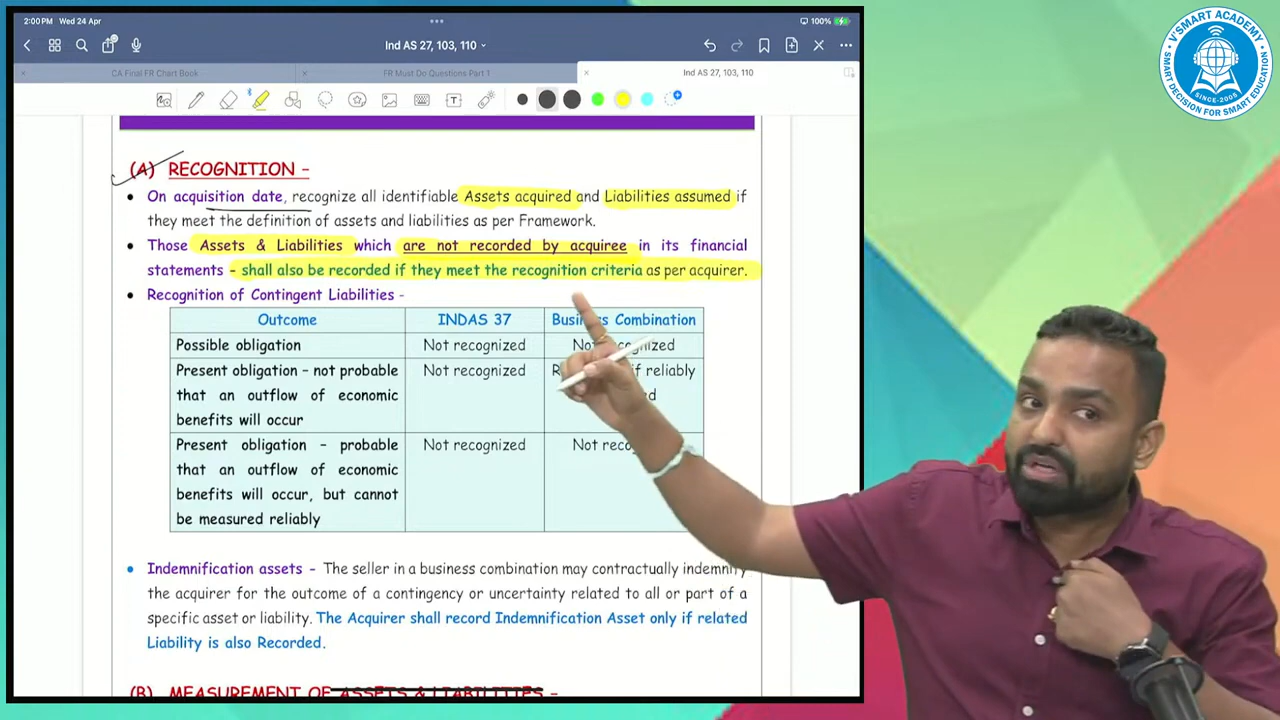 2:00 PM Wed 24 Apr
100%
Ind AS 27, 103, 110
CA Final FR Chart Book
FR Must Do Questions Part 1
Ind AS 27, 103, 110
V'SMART ACADEMY
SMART DECISION FOR SMART EDUCATION
SINCE-2005
(A) RECOGNITION -
• On acquisition date, recognize all identifiable Assets acquired and Liabilities assumed if
they meet the definition of assets and liabilities as per Framework.
• Those Assets & Liabilities which are not recorded by acquiree in its financial
statements - shall also be recorded if they meet the recognition criteria as per acquirer.
• Recognition of Contingent Liabilities -
Outcome INDAS 37 Business Combination
Possible obligation Not recognized Not recognized
Present obligation - not probable Not recognized if reliably
that an outflow of economic
benefits will occur
Present obligation - probable Not recognized Not
that an outflow of economic
benefits will occur, but cannot
be measured reliably
• Indemnification assets - The seller in a business combination may contractually indemnify
the acquirer for the outcome of a contingency or uncertainty related to all or part of a
specific asset or liability. The Acquirer shall record Indemnification Asset only if related
Liability is also Recorded.
(B) MEASUREMENT OF ASSETS & LIABILITIES -